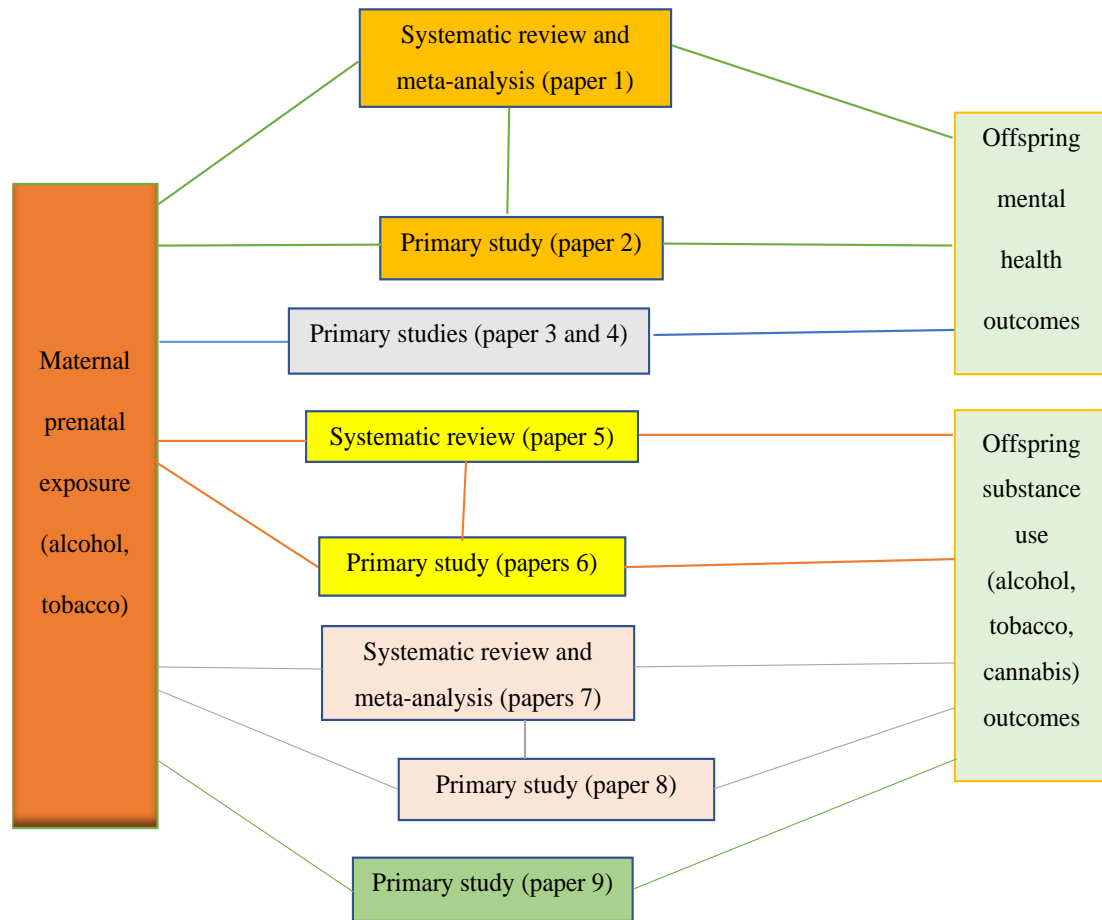 Maternal
prenatal
exposure
(alcohol,
tobacco)
Systematic review and
meta-analysis (paper 1)
Primary study (paper 2)
Primary studies (paper 3 and 4)
Systematic review (paper 5)
Primary study (papers 6)
Systematic review and
meta-analysis (papers 7)
Primary study (paper 8)
Primary study (paper 9)
Offspring
mental
health
outcomes
Offspring
substance
use
(alcohol,
tobacco,
cannabis)
outcomes